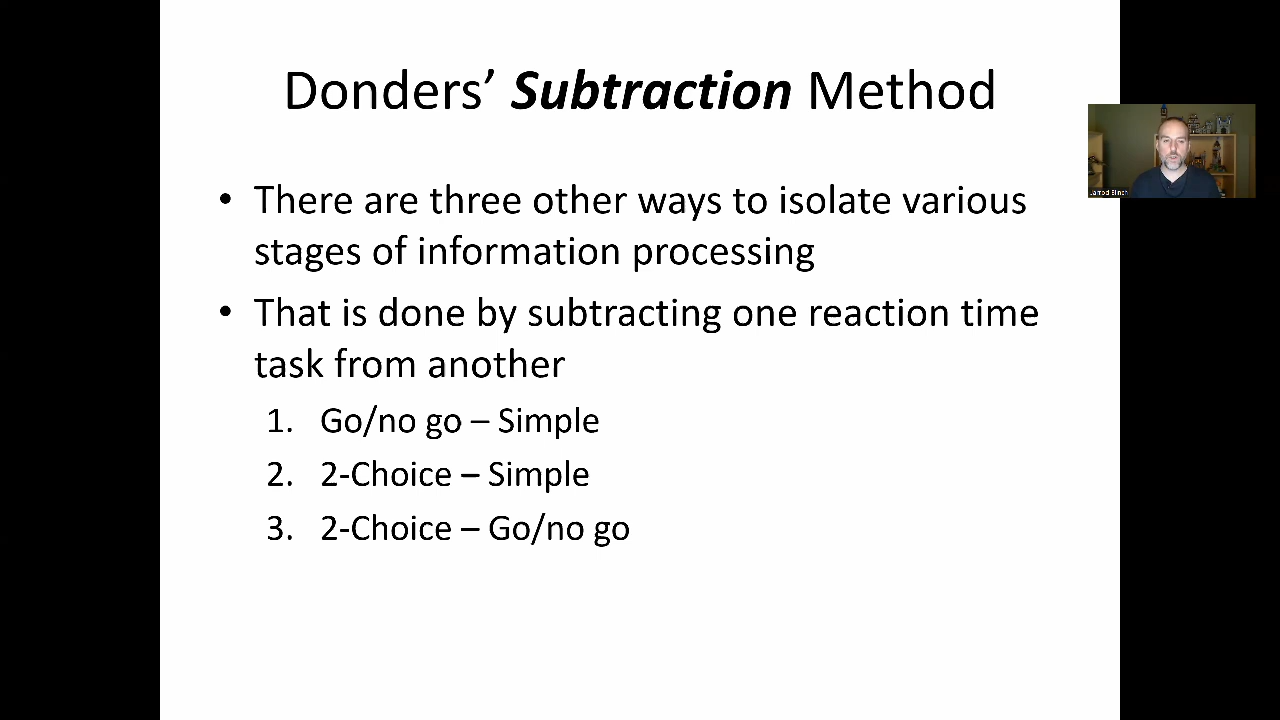 Donders’ Subtraction Method
• There are three other ways to isolate various
stages of information processing
• That is done by subtracting one reaction time
task from another
1. Go/no go – Simple
2. 2-Choice – Simple
3. 2-Choice – Go/no go
Jarrod Blinch